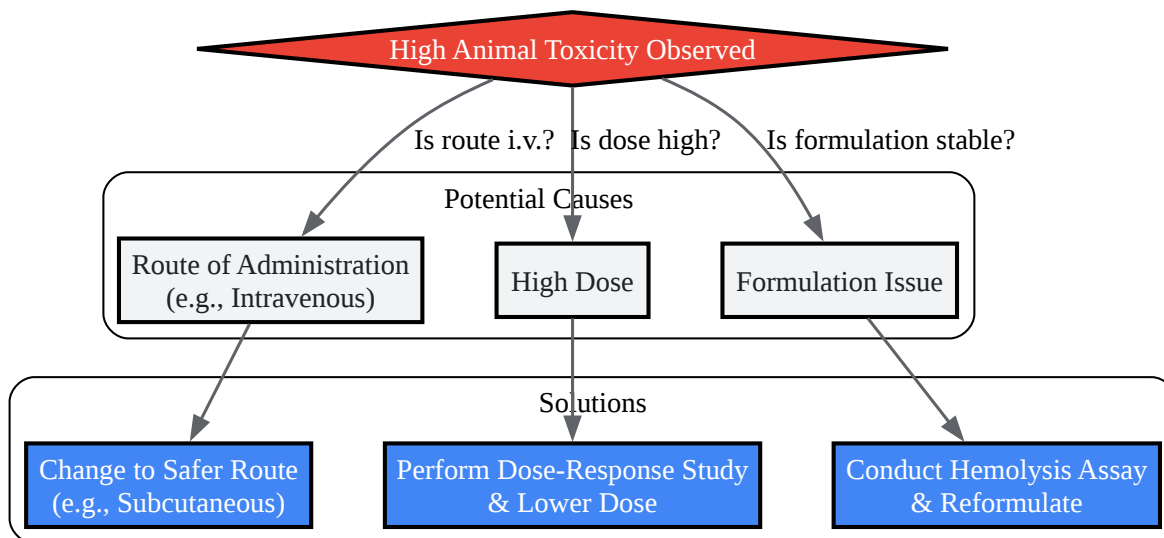 High Animal Toxicity Observed
Is route i.v.?
Is dose high?
Is formulation stable?
Potential Causes
Route of Administration
(e.g., Intravenous)
High Dose
Formulation Issue
Solutions
Change to Safer Route
(e.g., Subcutaneous)
Perform Dose-Response Study
& Lower Dose
Conduct Hemolysis Assay
& Reformulate